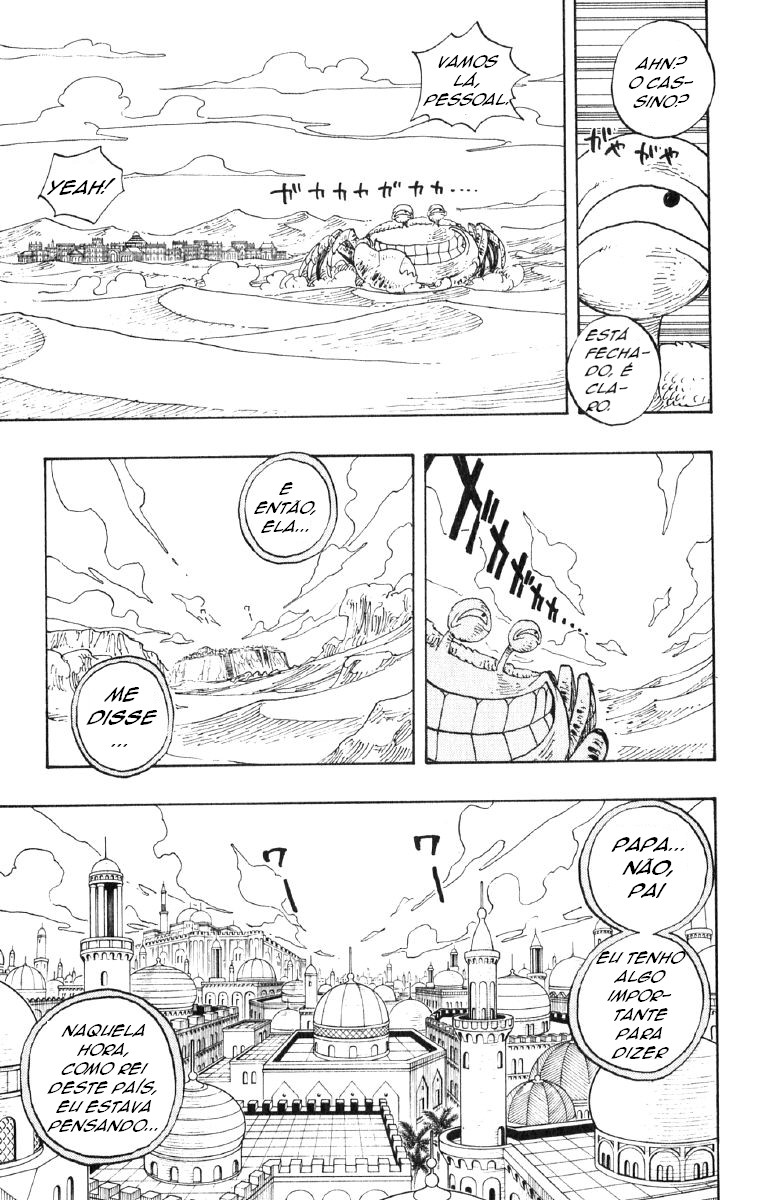 AHN?
O CAS-
SINO?
ガヤ ガヤ
ESTÁ
FECHA-
DO, É
CLA-
RO.
VAMOS
LÁ,
PESSOAL.
YEAH!
ガガガガガガガ....
ガガガガガガ....
E
ENTÃO,
ELA...
ME
DISSE
...
PAPA...
NÃO,
PAI
EU TENHO
ALGO
IMPOR-
TANTE
PARA
DIZER
ワー
ワー
NAQUELA
HORA,
COMO REI
DESTE PAÍS,
EU ESTAVA
PENSANDO...